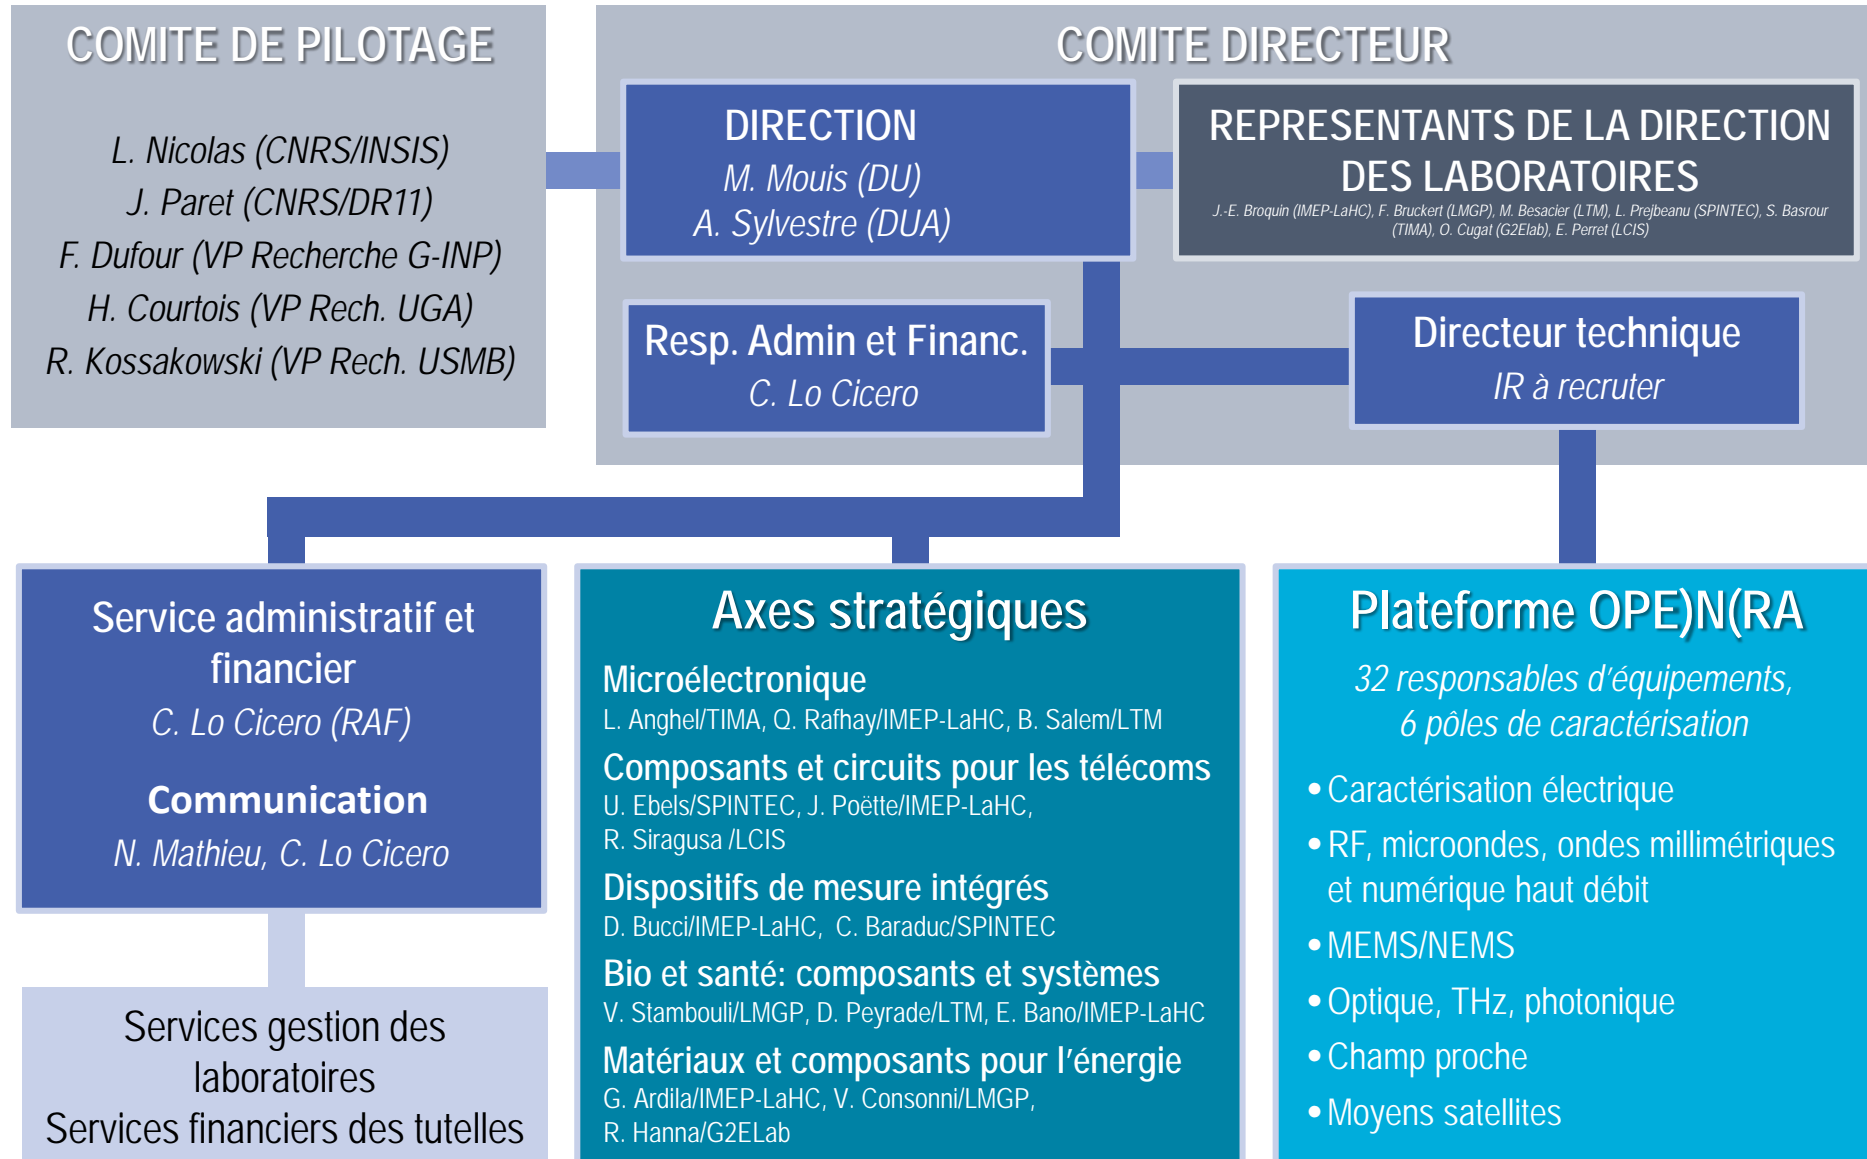 COMITE DE PILOTAGE
L. Nicolas (CNRS/INSIS)
J. Paret (CNRS/DR11)
F. Dufour (VP Recherche G-INP)
H. Courtois (VP Rech. UGA)
R. Kossakowski (VP Rech. USMB)
COMITE DIRECTEUR
DIRECTION
M. Mouis (DU)
A. Sylvestre (DUA)
REPRESENTANTS DE LA DIRECTION
DES LABORATOIRES
J.-E. Broquin (IMEP-LaHC), F. Bruckert (LMGP), M. Besacier (LTM), L. Prejbeanu (SPINTEC), S. Basrour
(TIMA), O. Cugat (G2Elab), E. Perret (LCIS)
Resp. Admin et Financ.
C. Lo Cicero
Directeur technique
IR à recruter
Service administratif et
financier
C. Lo Cicero (RAF)
Communication
N. Mathieu, C. Lo Cicero
Services gestion des
laboratoires
Services financiers des tutelles
Axes stratégiques
Microélectronique
L. Anghel/TIMA, Q. Rafhay/IMEP-LaHC, B. Salem/LTM
Composants et circuits pour les télécoms
U. Ebels/SPINTEC, J. Poëtte/IMEP-LaHC,
R. Siragusa /LCIS
Dispositifs de mesure intégrés
D. Bucci/IMEP-LaHC, C. Baraduc/SPINTEC
Bio et santé: composants et systèmes
V. Stambouli/LMGP, D. Peyrade/LTM, E. Bano/IMEP-LaHC
Matériaux et composants pour l'énergie
G. Ardila/IMEP-LaHC, V. Consonni/LMGP,
R. Hanna/G2ELab
Plateforme OPE)N(RA
32 responsables d'équipements,
6 pôles de caractérisation
• Caractérisation électrique
• RF, microondes, ondes millimétriques
et numérique haut débit
• MEMS/NEMS
• Optique, THz, photonique
• Champ proche
• Moyens satellites